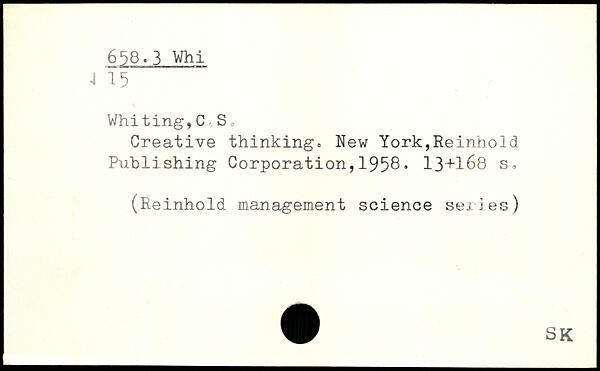 658.3 Whi
J 15
Whiting,C.S.
Creative thinking. New York,Reinhold
Publishing Corporation,1958. 13+168 s.
(Reinhold management science series)
SK